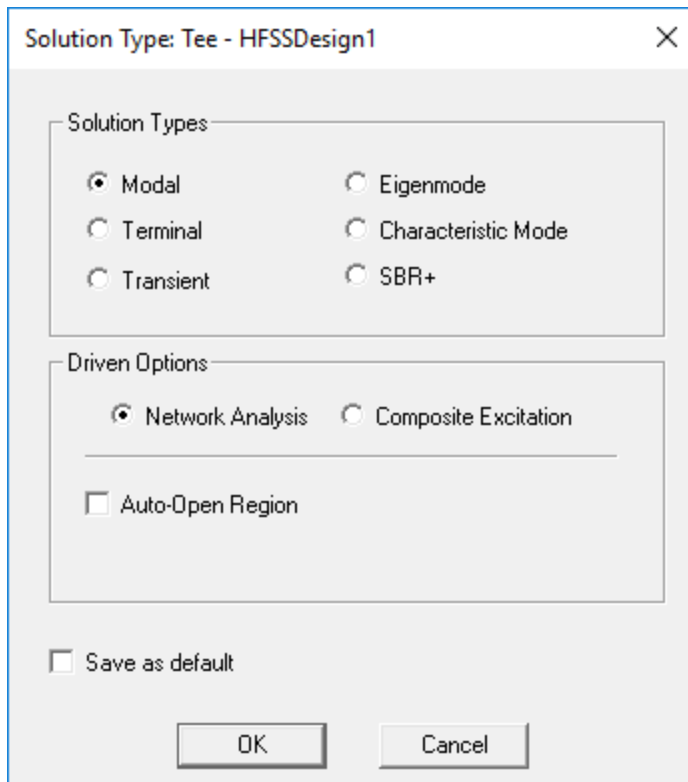 Solution Type: Tee - HFSSDesign1
Solution Types
Modal
Eigenmode
Terminal
Characteristic Mode
Transient
SBR+
Driven Options
Network Analysis
Composite Excitation
Auto-Open Region
Save as default
OK
Cancel